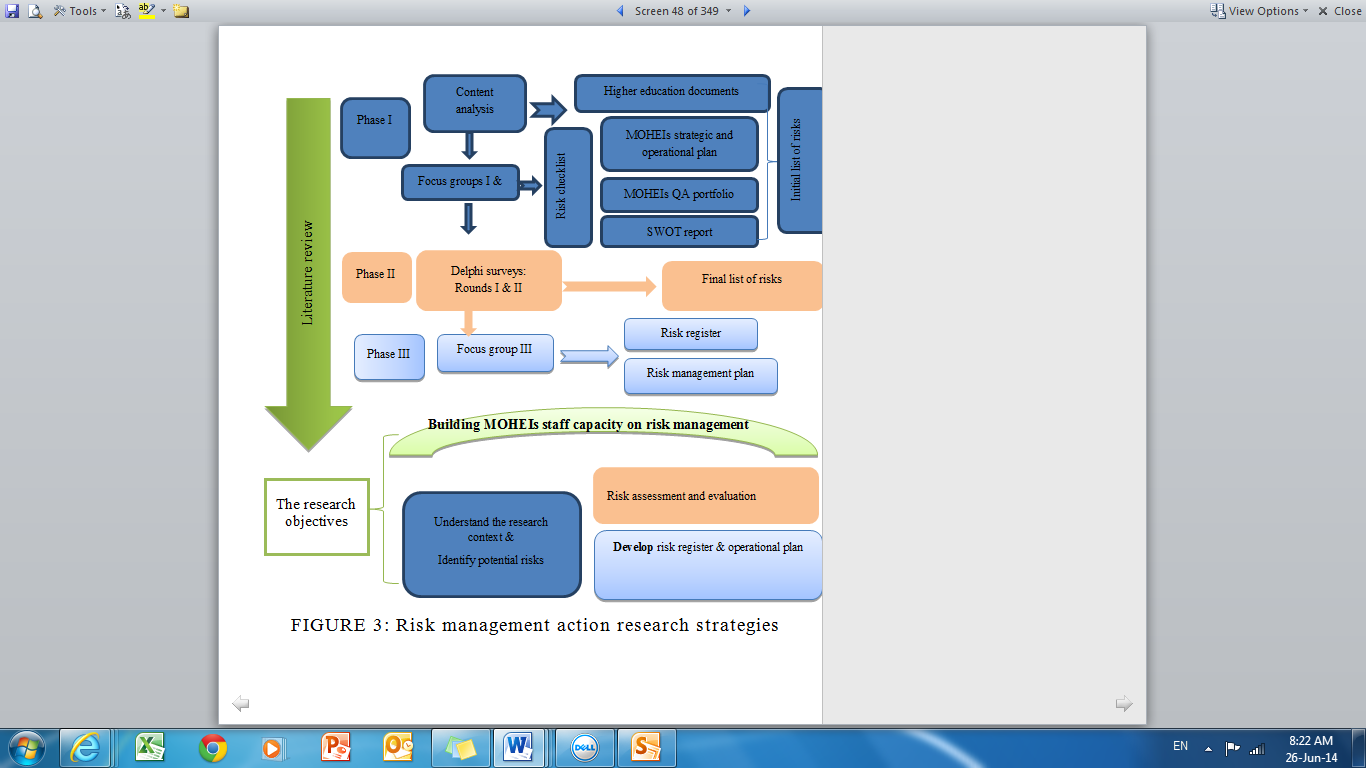 Tools
Screen 48 of 349
View Options
Close
Content
analysis
Higher education documents
Phase I
MOHEIs strategic and
operational plan
Initial list of risks
Risk checklist
Focus groups I &
MOHEIs QA portfolio
SWOT report
Literature review
Phase II
Delphi surveys:
Rounds I & II
Final list of risks
Phase III
Focus group III
Risk register
Risk management plan
Building MOHEIs staff capacity on risk management
The research
objectives
Understand the research
context &
Identify potential risks
Risk assessment and evaluation
Develop risk register & operational plan
FIGURE 3: Risk management action research strategies
EN
8:22 AM
26-Jun-14